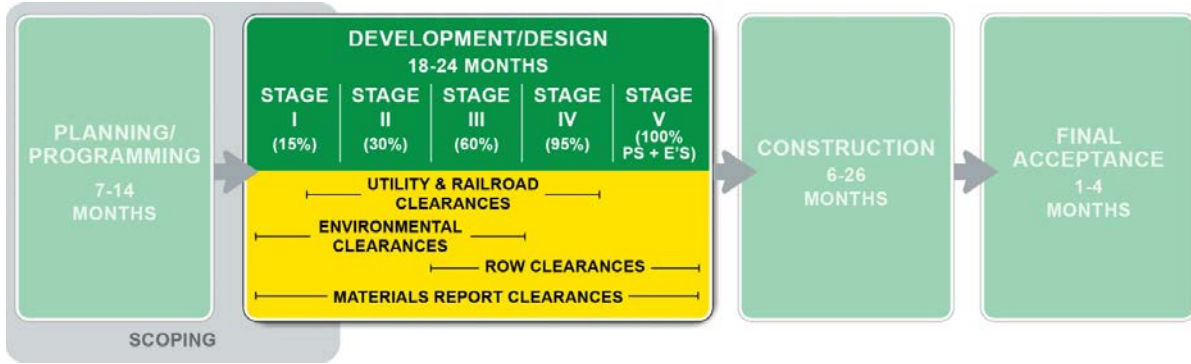 PLANNING/
PROGRAMMING
7-14
MONTHS
SCOPING
DEVELOPMENT/DESIGN
18-24 MONTHS
STAGE
I
(15%)
STAGE
II
(30%)
STAGE
III
(60%)
STAGE
IV
(95%)
STAGE
V
(100%
PS + E'S)
UTILITY & RAILROAD
CLEARANCES
ENVIRONMENTAL
CLEARANCES
ROW CLEARANCES
MATERIALS REPORT CLEARANCES
CONSTRUCTION
6-26
MONTHS
FINAL
ACCEPTANCE
1-4
MONTHS